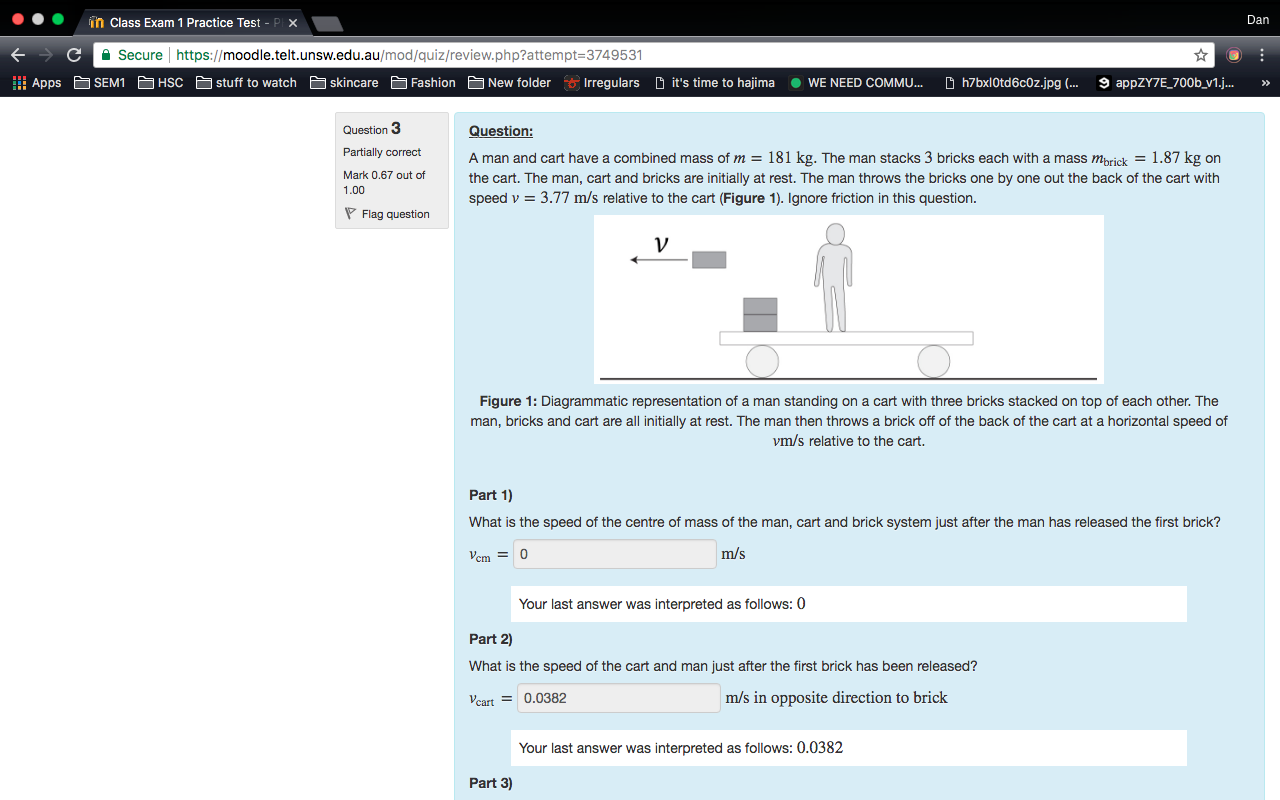 Class Exam 1 Practice Test - P
Dan
Secure https://moodle.telt.unsw.edu.au/mod/quiz/review.php?attempt=3749531
Apps SEM1 HSC stuff to watch skincare Fashion New folder Irregulars it's time to hajima WE NEED COMMU... h7bxl0td6c0z.jpg (... appZY7E_700b_v1.j... »
Question 3
Partially correct
Mark 0.67 out of
1.00
Flag question
Question:
A man and cart have a combined mass of m = 181 kg. The man stacks 3 bricks each with a mass m_brick = 1.87 kg on
the cart. The man, cart and bricks are initially at rest. The man throws the bricks one by one out the back of the cart with
speed v = 3.77 m/s relative to the cart (Figure 1). Ignore friction in this question.
v
Figure 1: Diagrammatic representation of a man standing on a cart with three bricks stacked on top of each other. The
man, bricks and cart are all initially at rest. The man then throws a brick off of the back of the cart at a horizontal speed of
vm/s relative to the cart.
Part 1)
What is the speed of the centre of mass of the man, cart and brick system just after the man has released the first brick?
v_cm = 0 m/s
Your last answer was interpreted as follows: 0
Part 2)
What is the speed of the cart and man just after the first brick has been released?
v_cart = 0.0382 m/s in opposite direction to brick
Your last answer was interpreted as follows: 0.0382
Part 3)